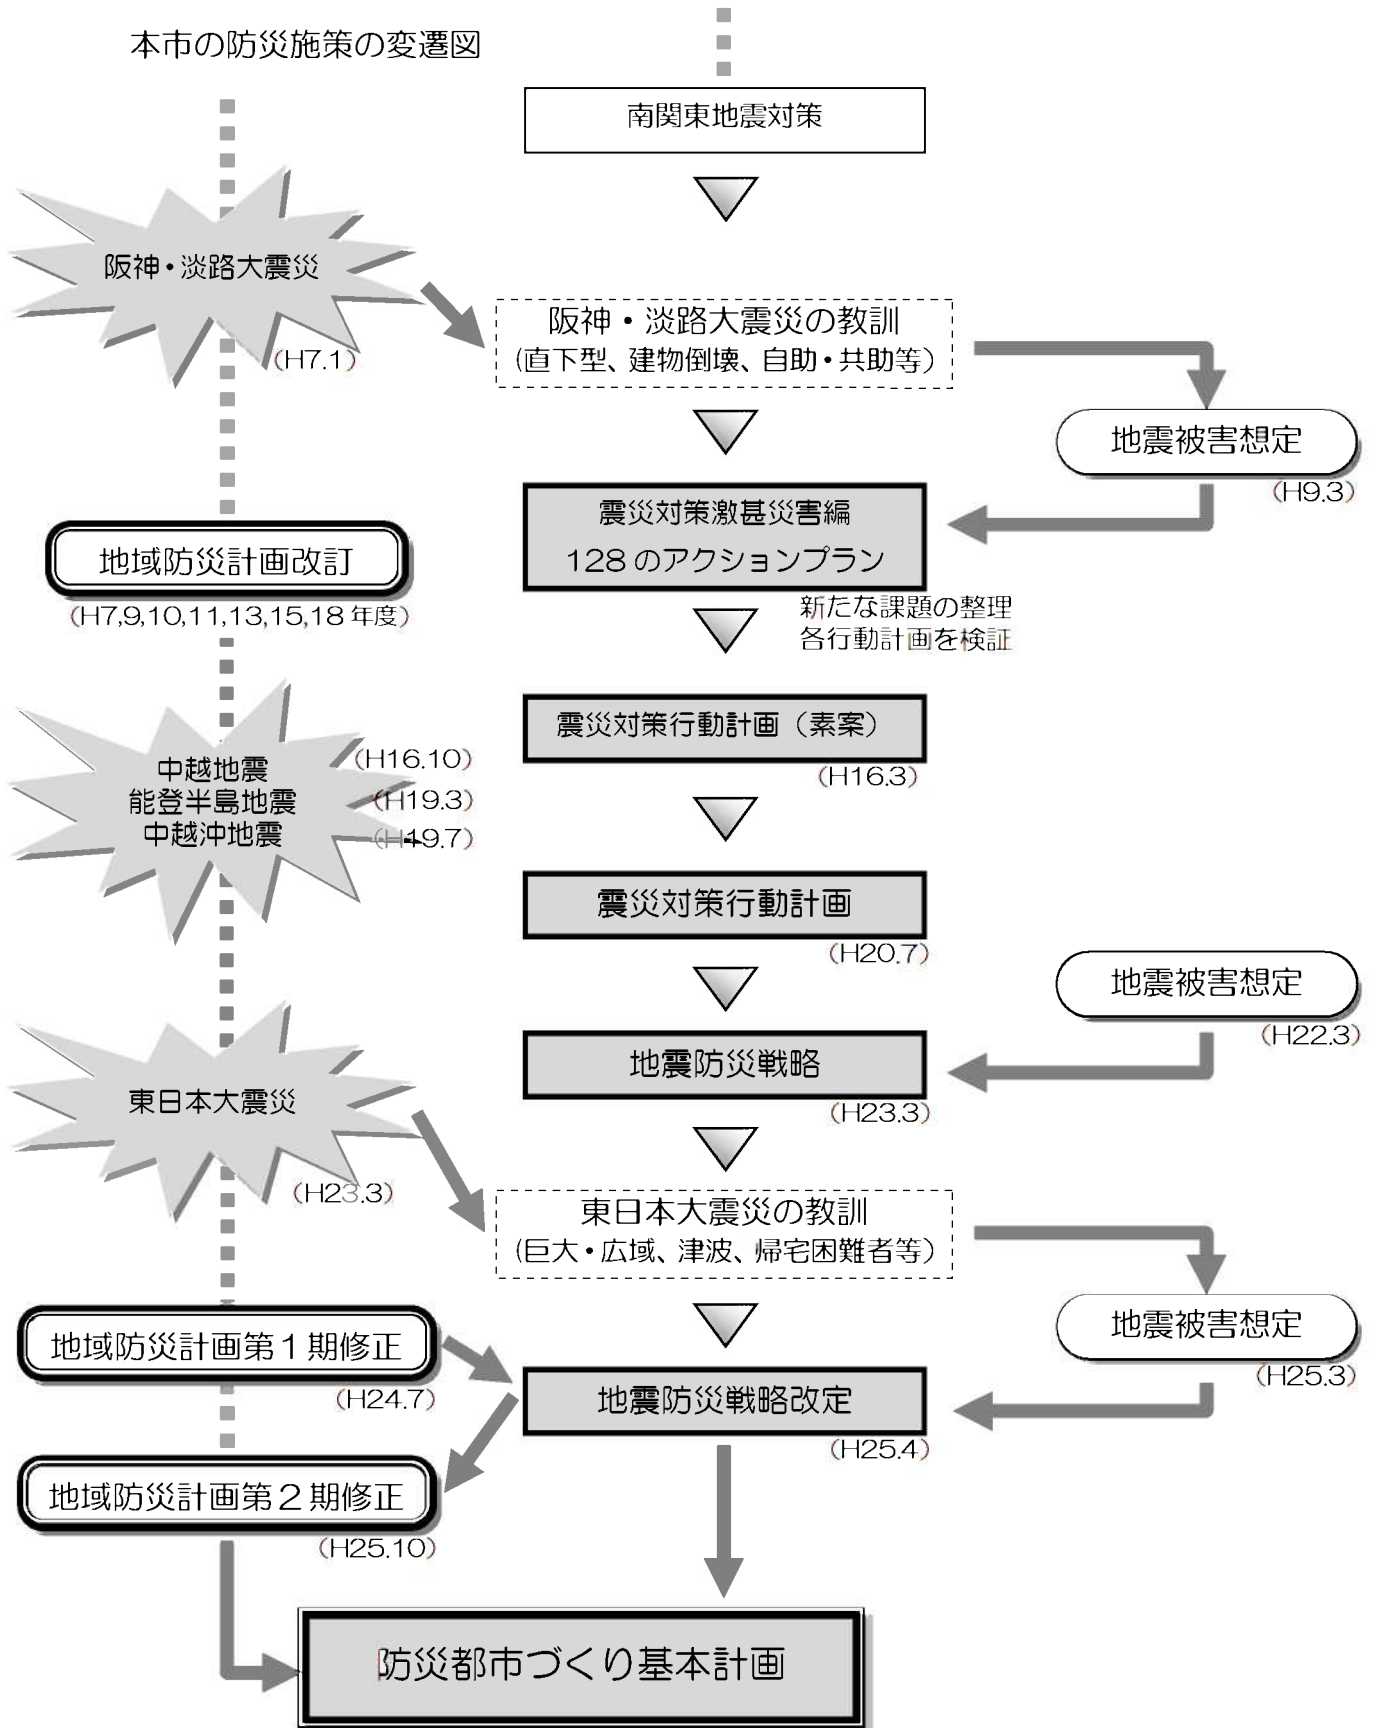 本市の防災施策の変遷図
南関東地震対策
阪神・淡路大震災
(H7.1)
阪神・淡路大震災の教訓
(直下型、建物倒壊、自助・共助等)
地震被害想定
(H9.3)
震災対策激甚災害編
128のアクションプラン
新たな課題の整理
各行動計画を検証
地域防災計画改訂
(H7,9,10,11,13,15,18年度)
震災対策行動計画（素案）
(H16.3)
中越地震
(H16.10)
能登半島地震
(H19.3)
中越沖地震
(H19.7)
震災対策行動計画
(H20.7)
地震被害想定
(H22.3)
地震防災戦略
(H23.3)
東日本大震災
(H23.3)
東日本大震災の教訓
(巨大・広域、津波、帰宅困難者等)
地震被害想定
(H25.3)
地域防災計画第1期修正
(H24.7)
地震防災戦略改定
(H25.4)
地域防災計画第2期修正
(H25.10)
防災都市づくり基本計画